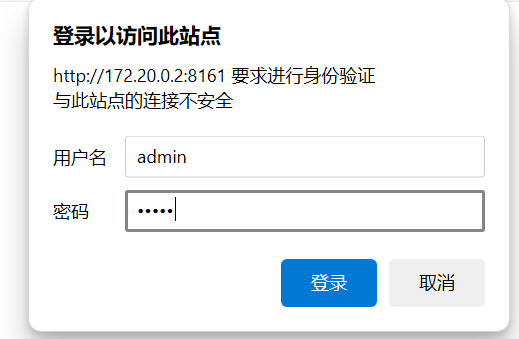 登录以访问此站点
http://172.20.0.2:8161 要求进行身份验证
与此站点的连接不安全
用户名 admin
密码 •••••
登录 取消